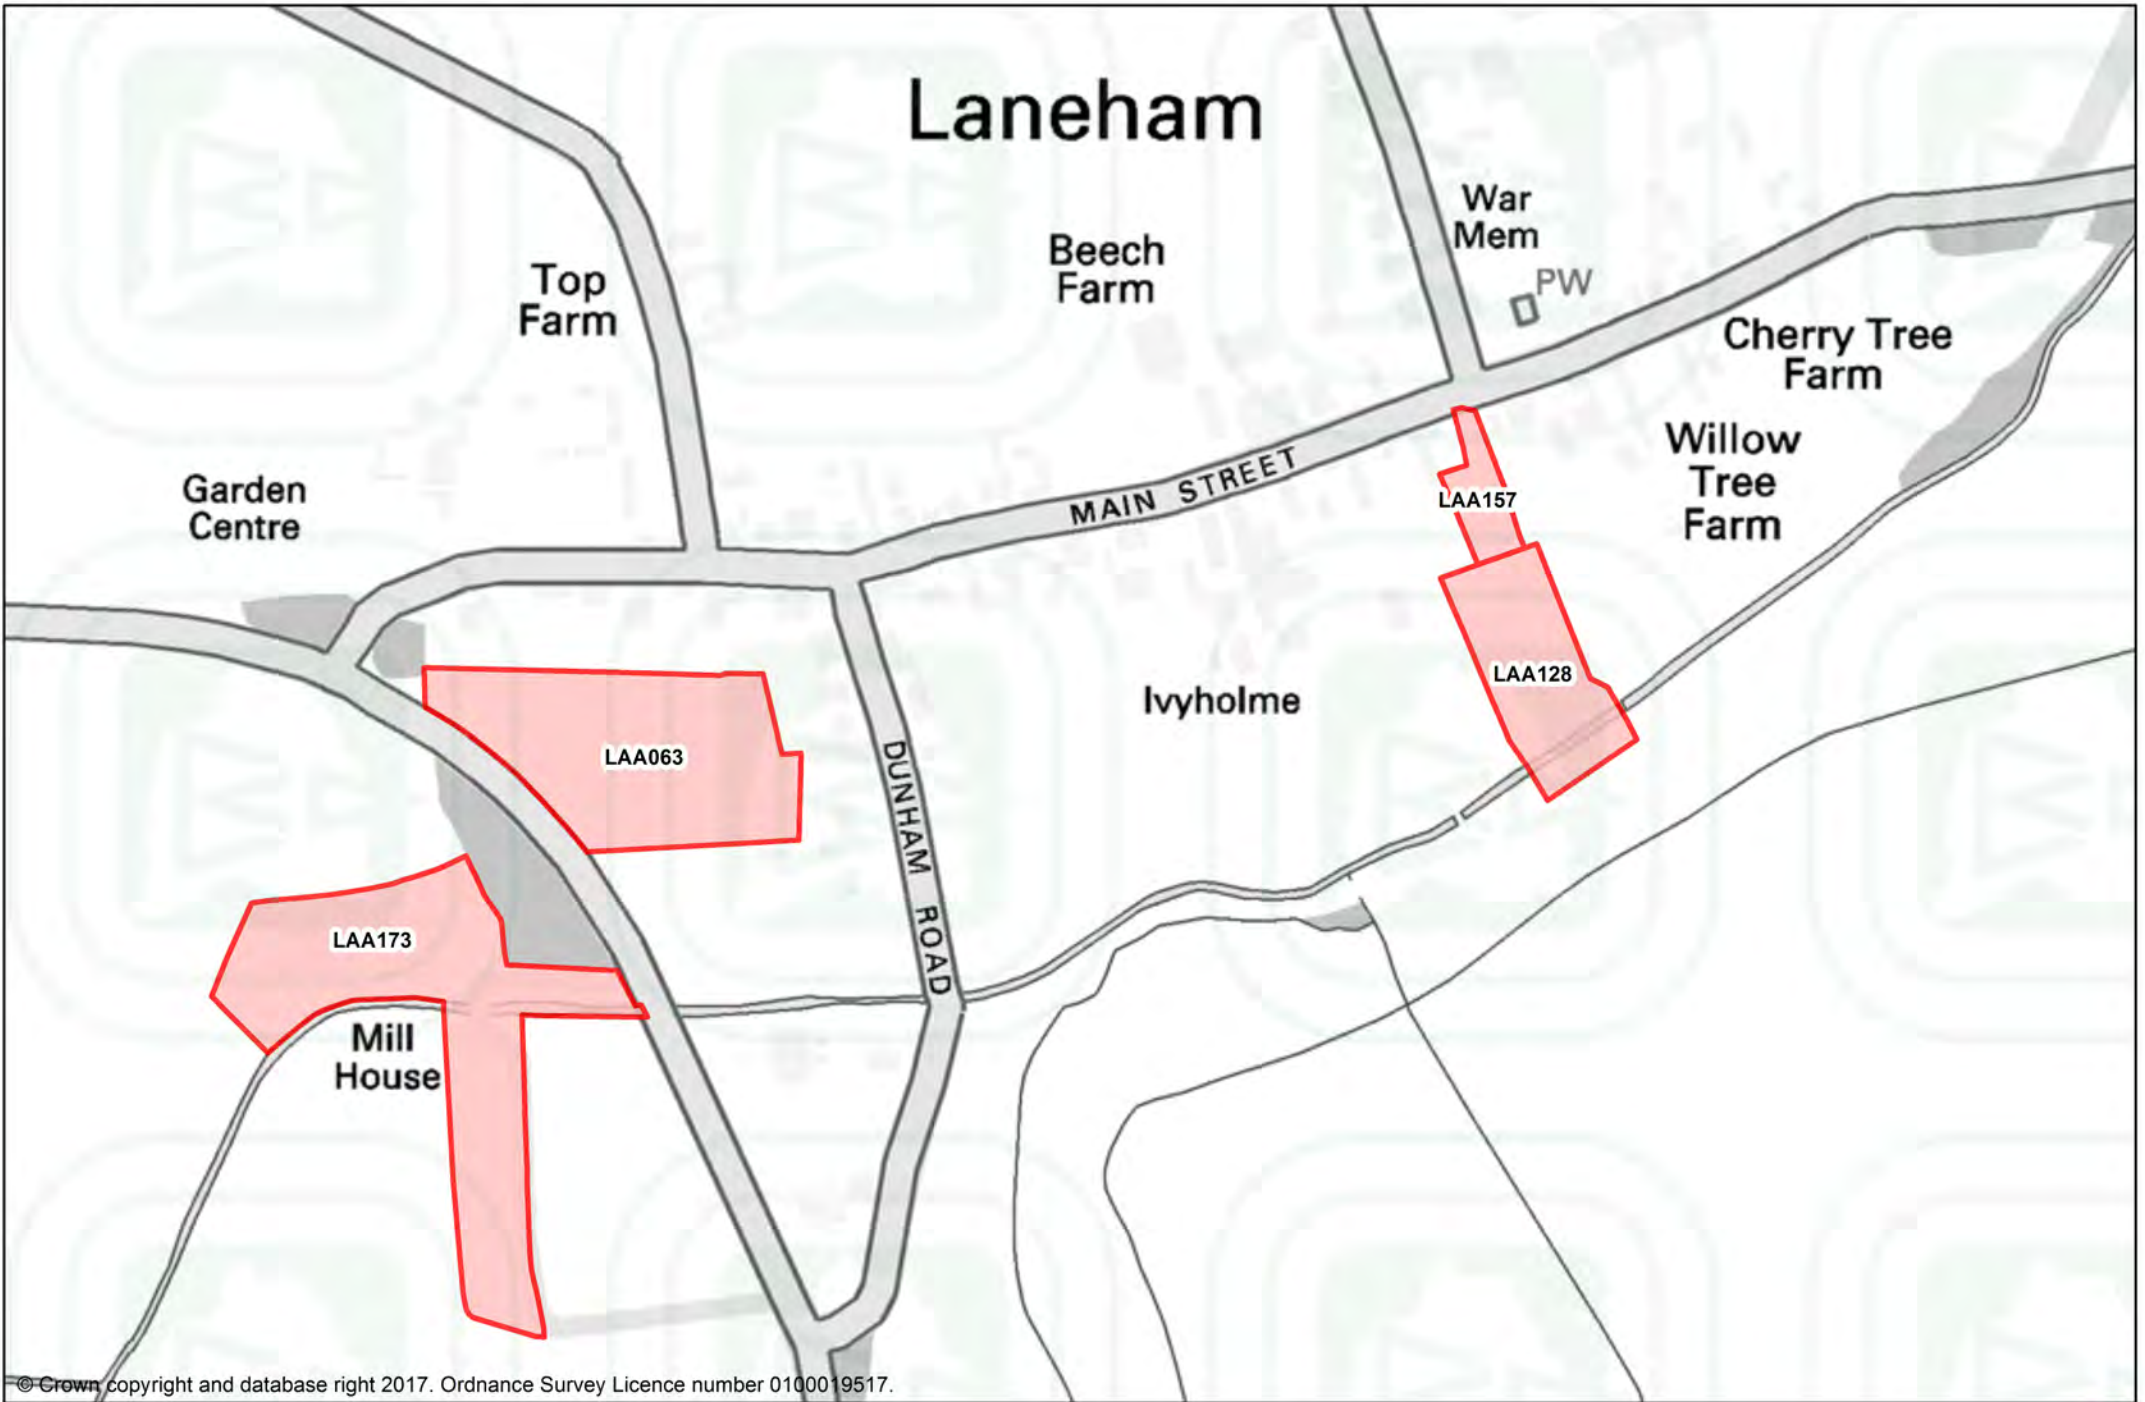 Laneham
War
Mem
PW
Beech
Farm
Top
Farm
Cherry Tree
Farm
Willow
Tree
Farm
Garden
Centre
MAIN STREET
LAA157
LAA128
Ivyholme
LAA063
DUNHAM ROAD
LAA173
Mill
House
© Crown copyright and database right 2017. Ordnance Survey Licence number 0100019517.